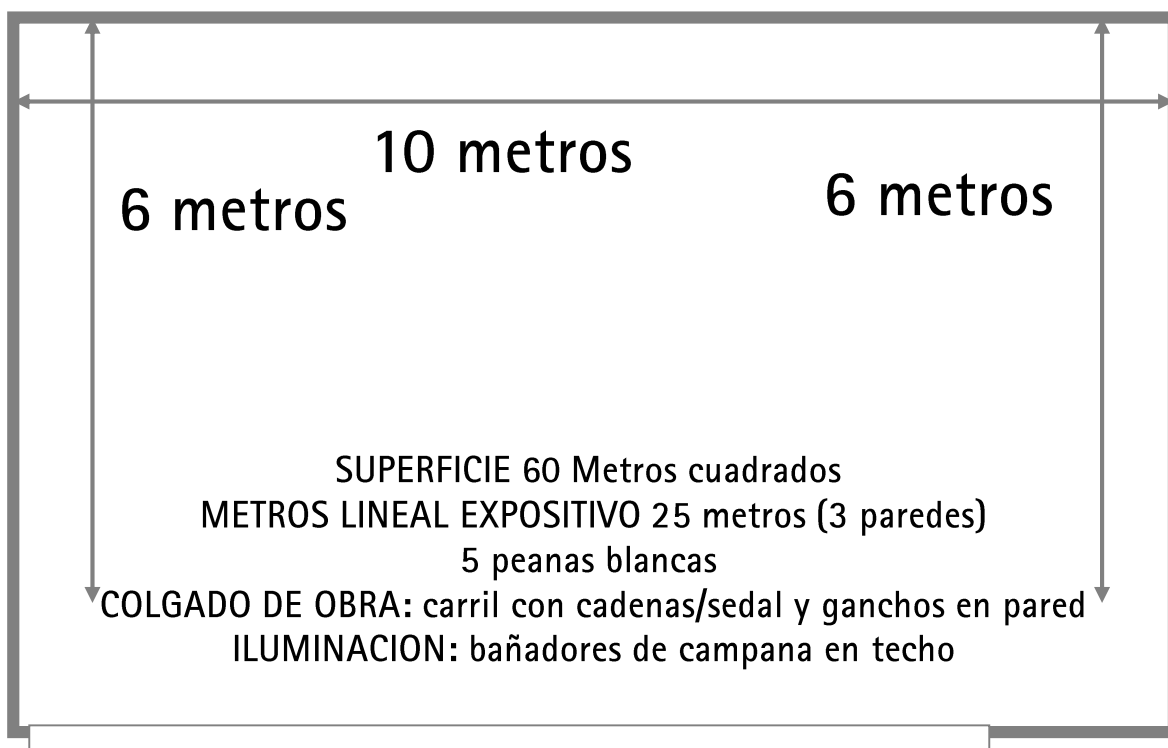 10 metros
6 metros
6 metros
SUPERFICIE 60 Metros cuadrados
METROS LINEAL EXPOSITIVO 25 metros (3 paredes)
5 peanas blancas
COLGADO DE OBRA: carril con cadenas/sedal y ganchos en pared
ILUMINACION: bañadores de campana en techo